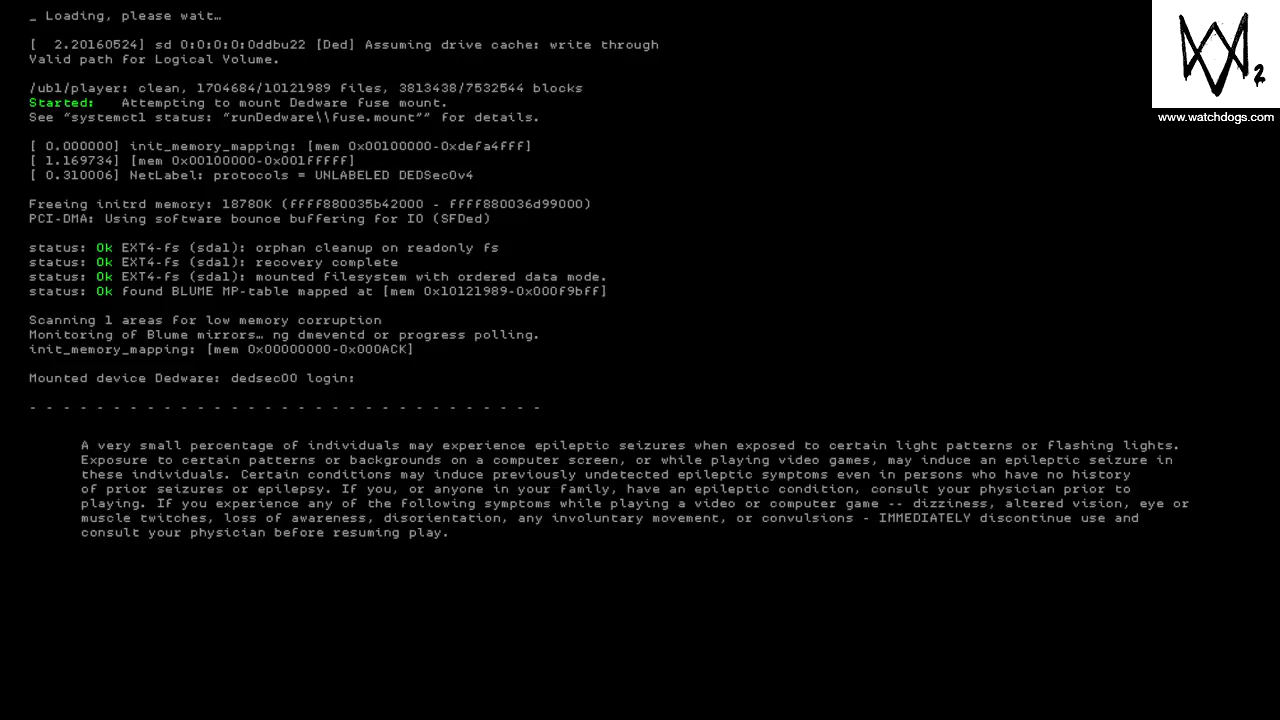 _ Loading, please wait…
[  2.20160524] sd 0:0:0:0:0ddbu22 [Ded] Assuming drive cache: write through
Valid path for Logical Volume.
/ubl/player: clean, 1704684/10121989 files, 3813438/7532544 blocks
Started:   Attempting to mount Dedware fuse mount.
See “systemctl status: “runDedware\\fuse.mount”” for details.
[ 0.000000] init_memory_mapping: [mem 0x00100000-0xdefa4fff]
[ 1.169734] [mem 0x00100000-0x001fffff]
[ 0.310006] NetLabel: protocols = UNLABELED DEDSec0v4
Freeing initrd memory: 18780K (ffff880035b42000 - ffff880036d99000)
PCI-DMA: Using software bounce buffering for IO (SFDed)
status: Ok EXT4-fs (sda1): orphan cleanup on readonly fs
status: Ok EXT4-fs (sda1): recovery complete
status: Ok EXT4-fs (sda1): mounted filesystem with ordered data mode.
status: Ok found BLUME MP-table mapped at [mem 0x10121989-0x000f9bff]
Scanning 1 areas for low memory corruption
Monitoring of Blume mirrors… ng dmeventd or progress polling.
init_memory_mapping: [mem 0x00000000-0x000ACK]
Mounted device Dedware: dedsec00 login:
- - - - - - - - - - - - - - - - - - - - - - - - - - - - - - -
A very small percentage of individuals may experience epileptic seizures when exposed to certain light patterns or flashing lights.
Exposure to certain patterns or backgrounds on a computer screen, or while playing video games, may induce an epileptic seizure in
these individuals. Certain conditions may induce previously undetected epileptic symptoms even in persons who have no history
of prior seizures or epilepsy. If you, or anyone in your family, have an epileptic condition, consult your physician prior to
playing. If you experience any of the following symptoms while playing a video or computer game -- dizziness, altered vision, eye or
muscle twitches, loss of awareness, disorientation, any involuntary movement, or convulsions - IMMEDIATELY discontinue use and
consult your physician before resuming play.
2
www.watchdogs.com